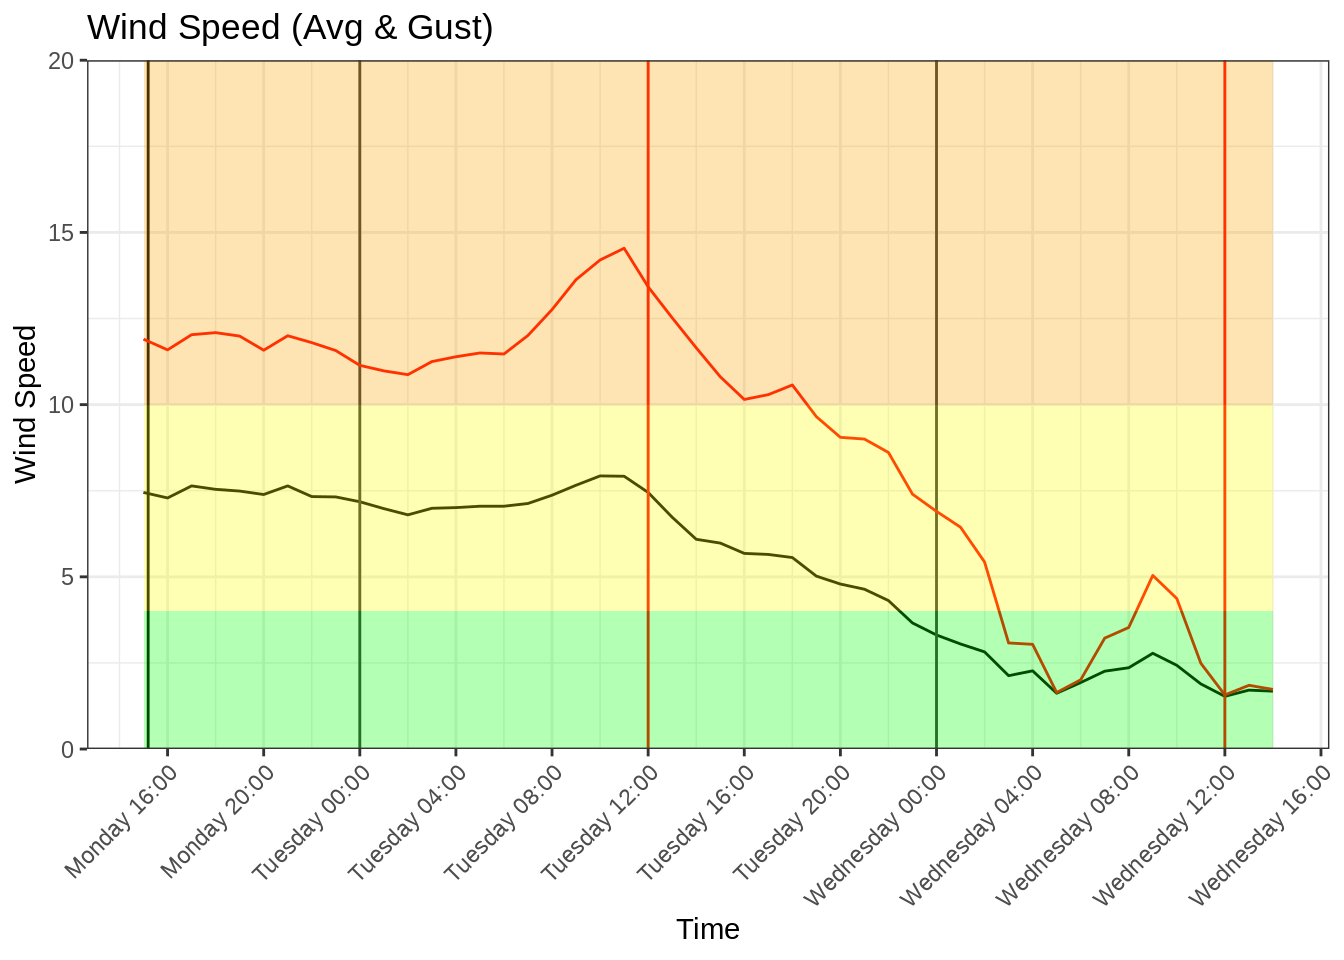 Wind Speed (Avg & Gust)
20
15
10
5
0
Wind Speed
Monday 16:00
Monday 20:00
Tuesday 00:00
Tuesday 04:00
Tuesday 08:00
Tuesday 12:00
Tuesday 16:00
Tuesday 20:00
Wednesday 00:00
Wednesday 04:00
Wednesday 08:00
Wednesday 12:00
Wednesday 16:00
Time